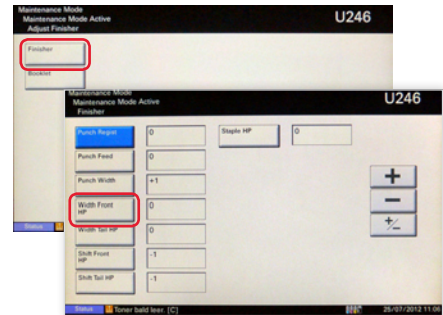 Maintenance Mode
Maintenance Mode Active
Adjust Finisher
U246
Finisher
Booklet
Status
Maintenance Mode
Maintenance Mode Active
Finisher
U246
Punch Regist 0
Staple HP 0
Punch Feed 0
Punch Width +1
Width Front
HP 0
Width Tail HP 0
Shift Front
HP -1
Shift Tail HP -1
+
−
+/−
Status
Toner bald leer. [C]
25/07/2012 11:06